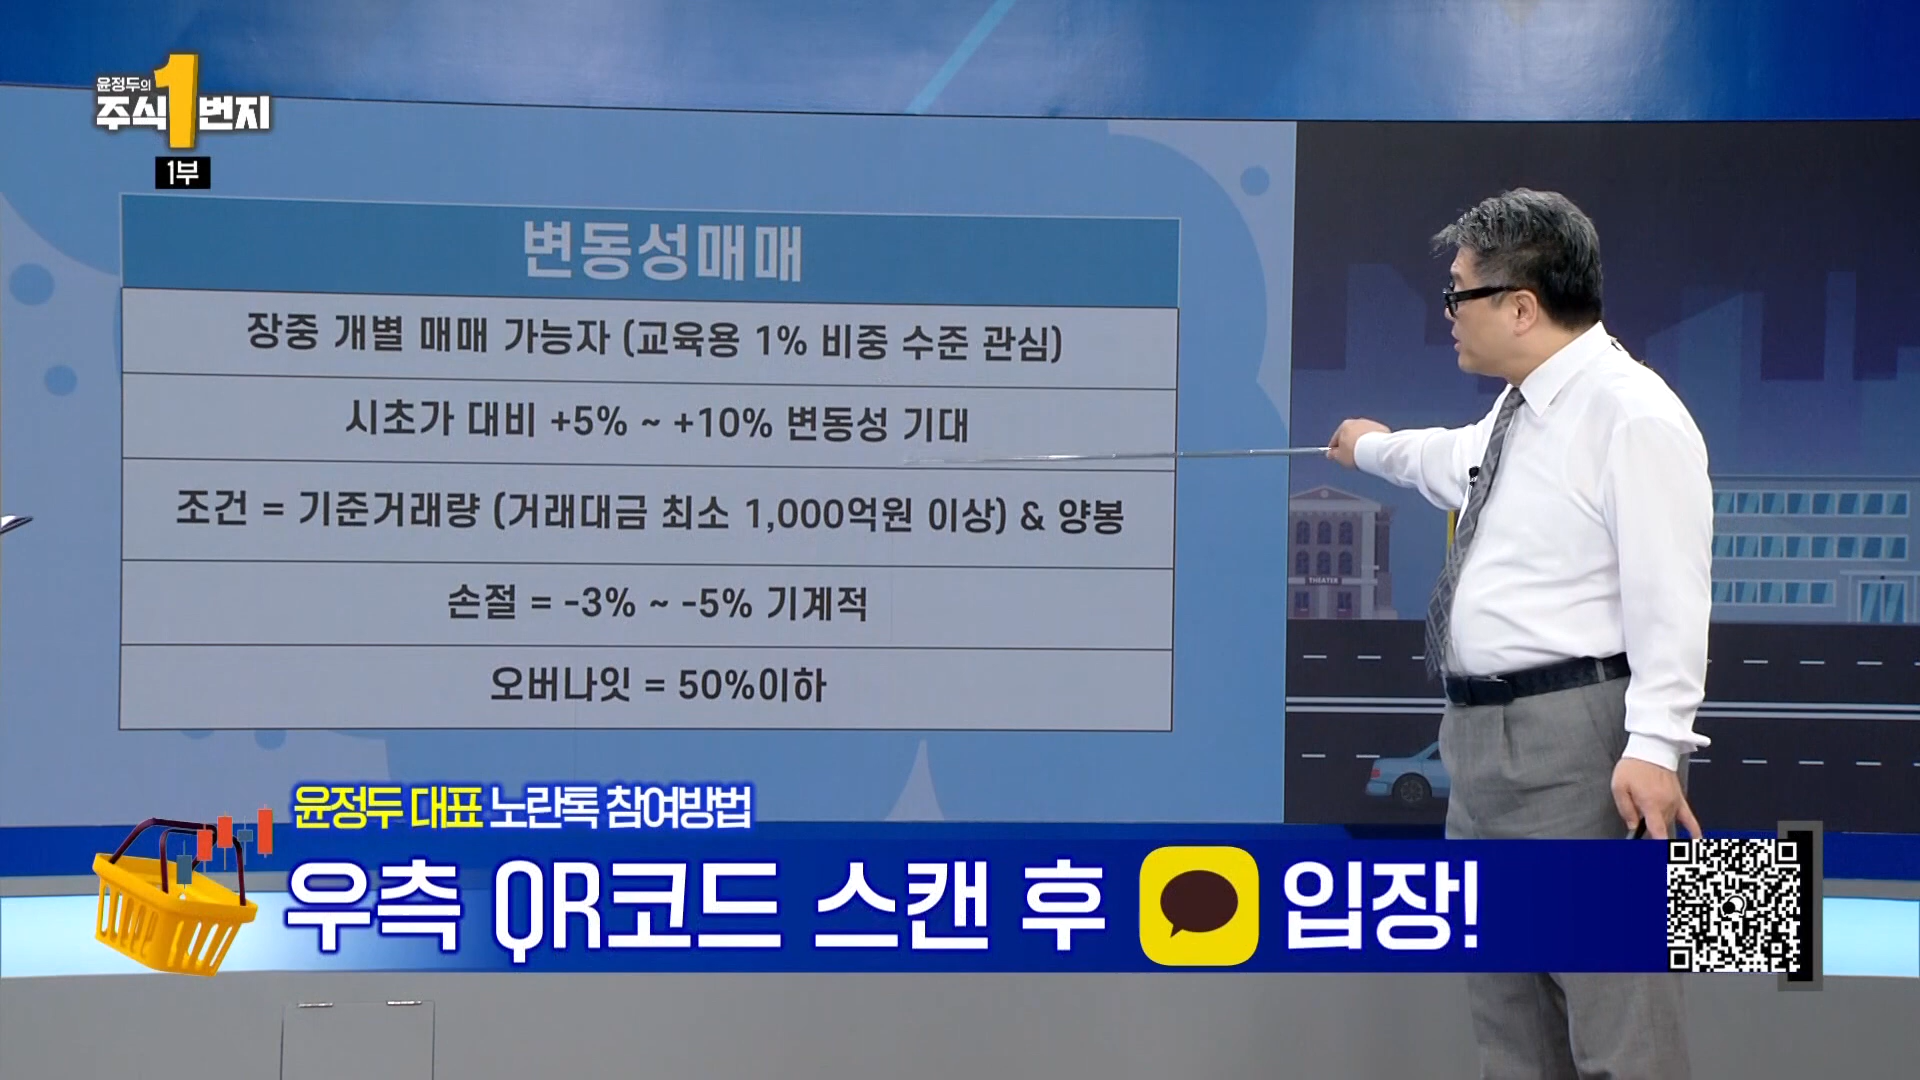 윤정두의
주식1번지
1부
변동성매매
장중 개별 매매 가능자 (교육용 1% 비중 수준 관심)
시초가 대비 +5% ~ +10% 변동성 기대
조건 = 기준거래량 (거래대금 최소 1,000억원 이상) & 양봉
손절 = -3% ~ -5% 기계적
오버나잇 = 50%이하
THEATER
윤정두 대표 노란톡 참여방법
우측 QR코드 스캔 후 입장!